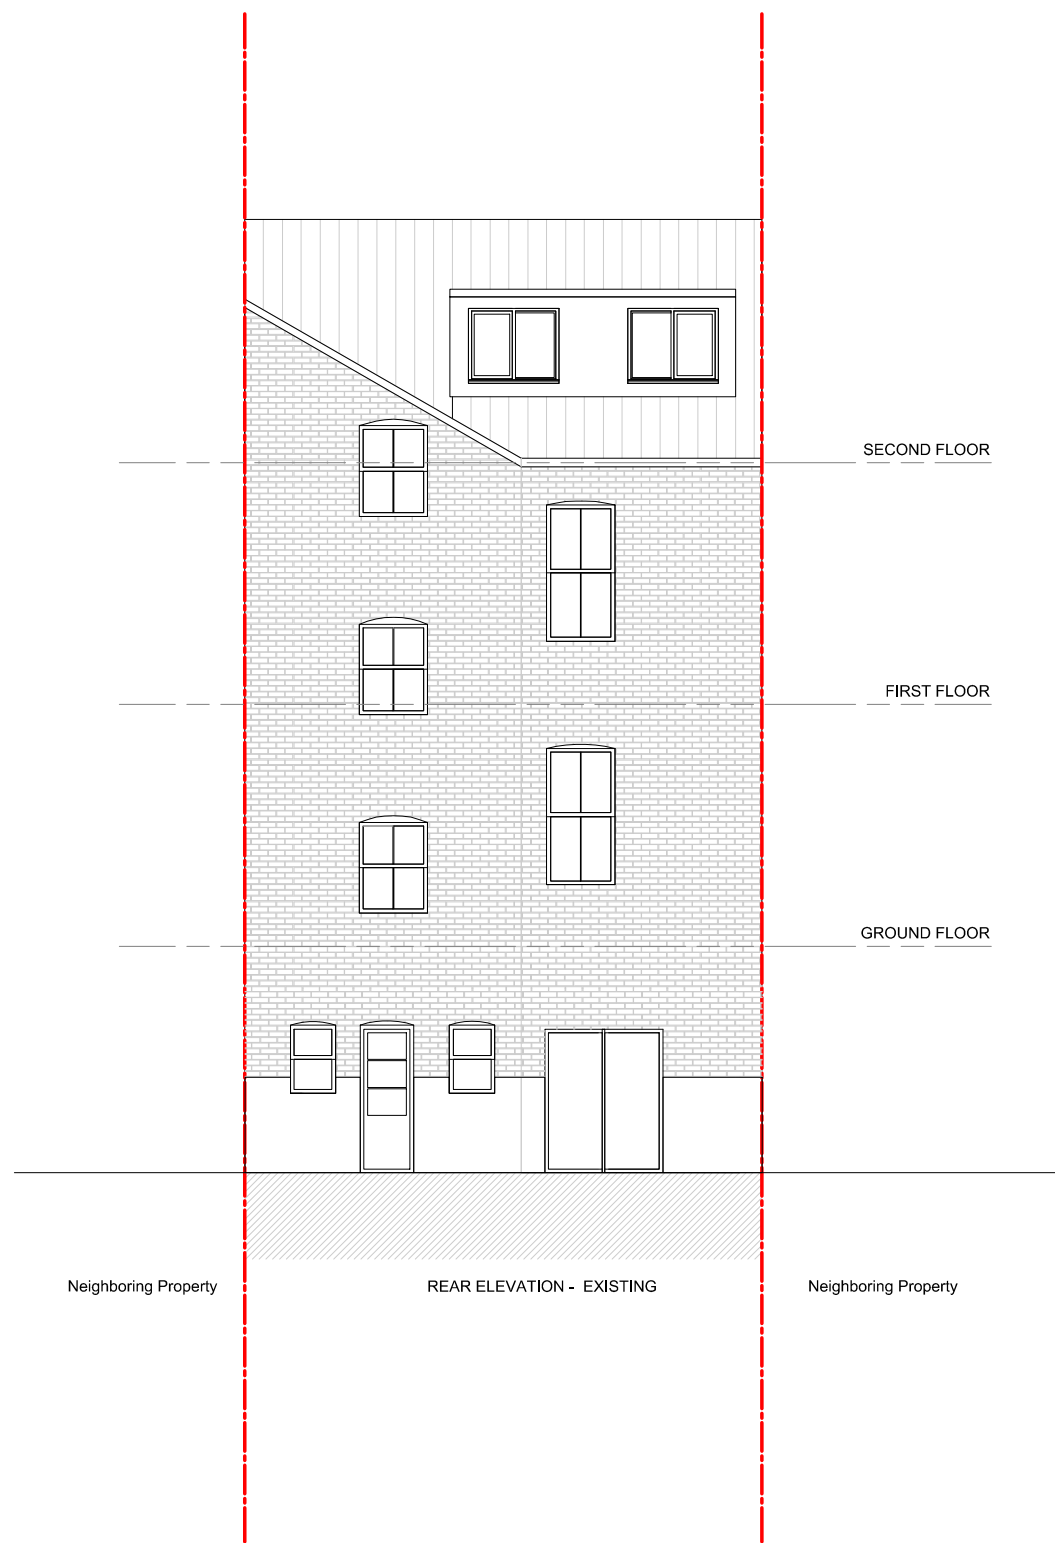 SECOND FLOOR
FIRST FLOOR
GROUND FLOOR
Neighboring Property
REAR ELEVATION - EXISTING
Neighboring Property